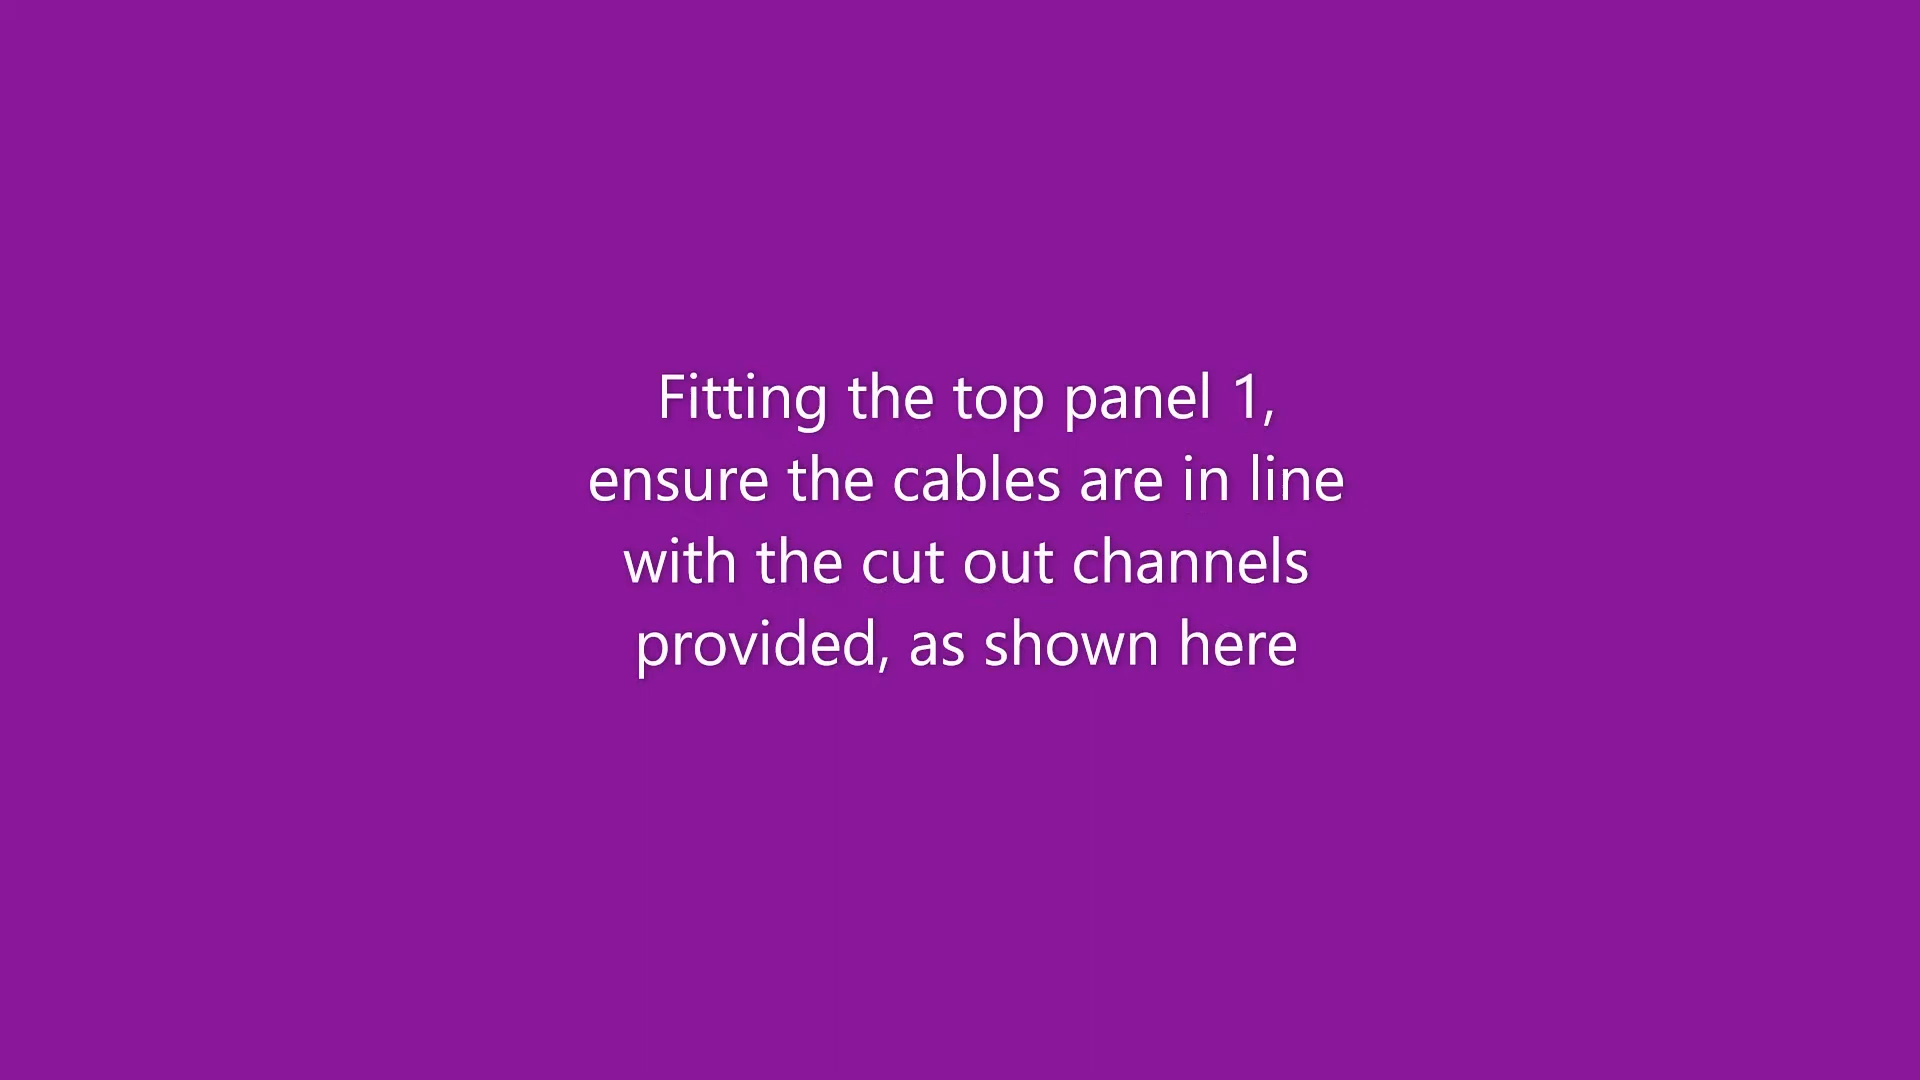 Fitting the top panel 1,
ensure the cables are in line
with the cut out channels
provided, as shown here